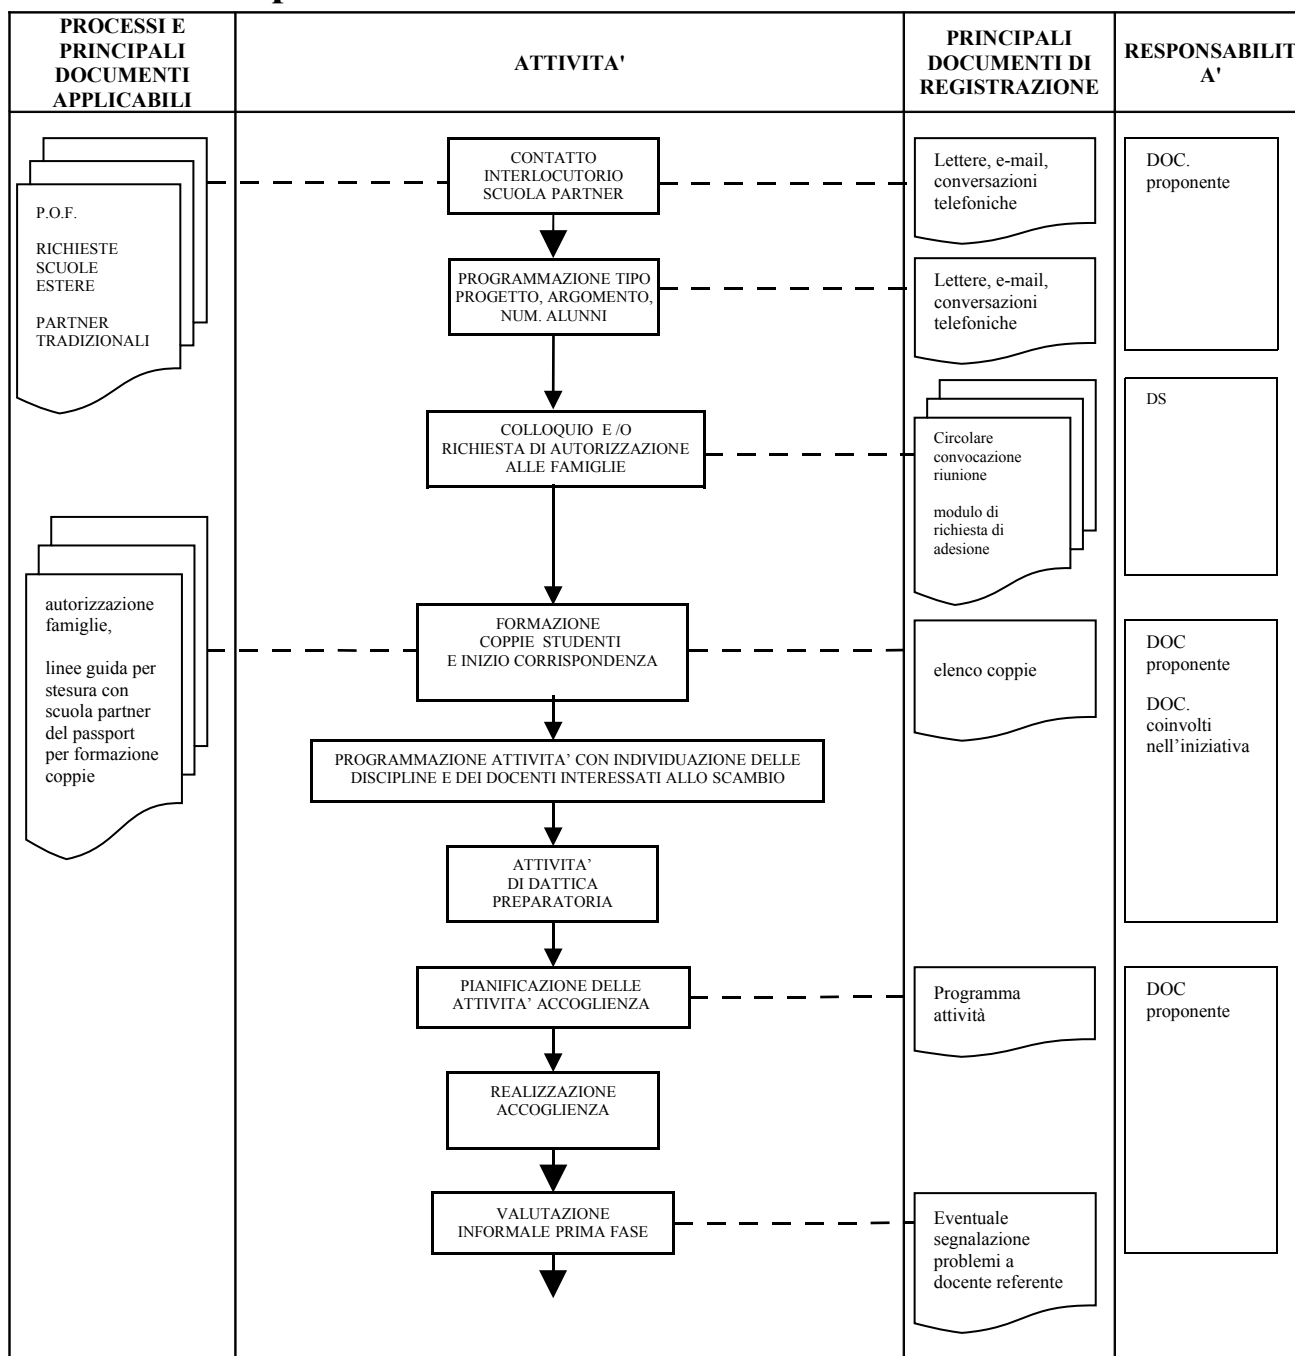 PROCESSI E
PRINCIPALI
DOCUMENTI
APPLICABILI
ATTIVITA'
PRINCIPALI
DOCUMENTI DI
REGISTRAZIONE
RESPONSABILIT
A'
P.O.F.
RICHIESTE
SCUOLE
ESTERE
PARTNER
TRADIZIONALI
CONTATTO
INTERLOCUTORIO
SCUOLA PARTNER
Lettere, e-mail,
conversazioni
telefoniche
DOC.
proponente
PROGRAMMAZIONE TIPO
PROGETTO, ARGOMENTO,
NUM. ALUNNI
Lettere, e-mail,
conversazioni
telefoniche
COLLOQUIO E /O
RICHIESTA DI AUTORIZZAZIONE
ALLE FAMIGLIE
Circolare
convocazione
riunione
modulo di
richiesta di
adesione
DS
autorizzazione
famiglie,
linee guida per
stesura con
scuola partner
del passport
per formazione
coppie
FORMAZIONE
COPPIE STUDENTI
E INIZIO CORRISPONDENZA
elenco coppie
DOC
proponente
DOC.
coinvolti
nell’iniziativa
PROGRAMMAZIONE ATTIVITA’ CON INDIVIDUAZIONE DELLE
DISCIPLINE E DEI DOCENTI INTERESSATI ALLO SCAMBIO
ATTIVITA’
DI DATTICA
PREPARATORIA
PIANIFICAZIONE DELLE
ATTIVITA’ ACCOGLIENZA
Programma
attività
DOC
proponente
REALIZZAZIONE
ACCOGLIENZA
VALUTAZIONE
INFORMALE PRIMA FASE
Eventuale
segnalazione
problemi a
docente referente